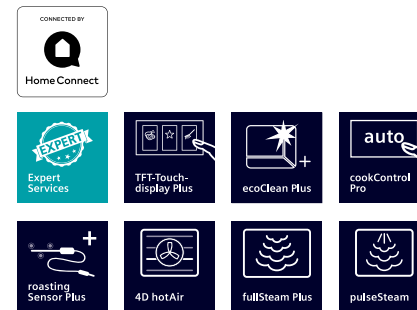 CONNECTED BY
Home Connect
EXPERT
Expert
Services
TFT-Touch-
display Plus
ecoClean Plus
auto
cookControl
Pro
roasting
Sensor Plus
4D hotAir
fullSteam Plus
pulseSteam